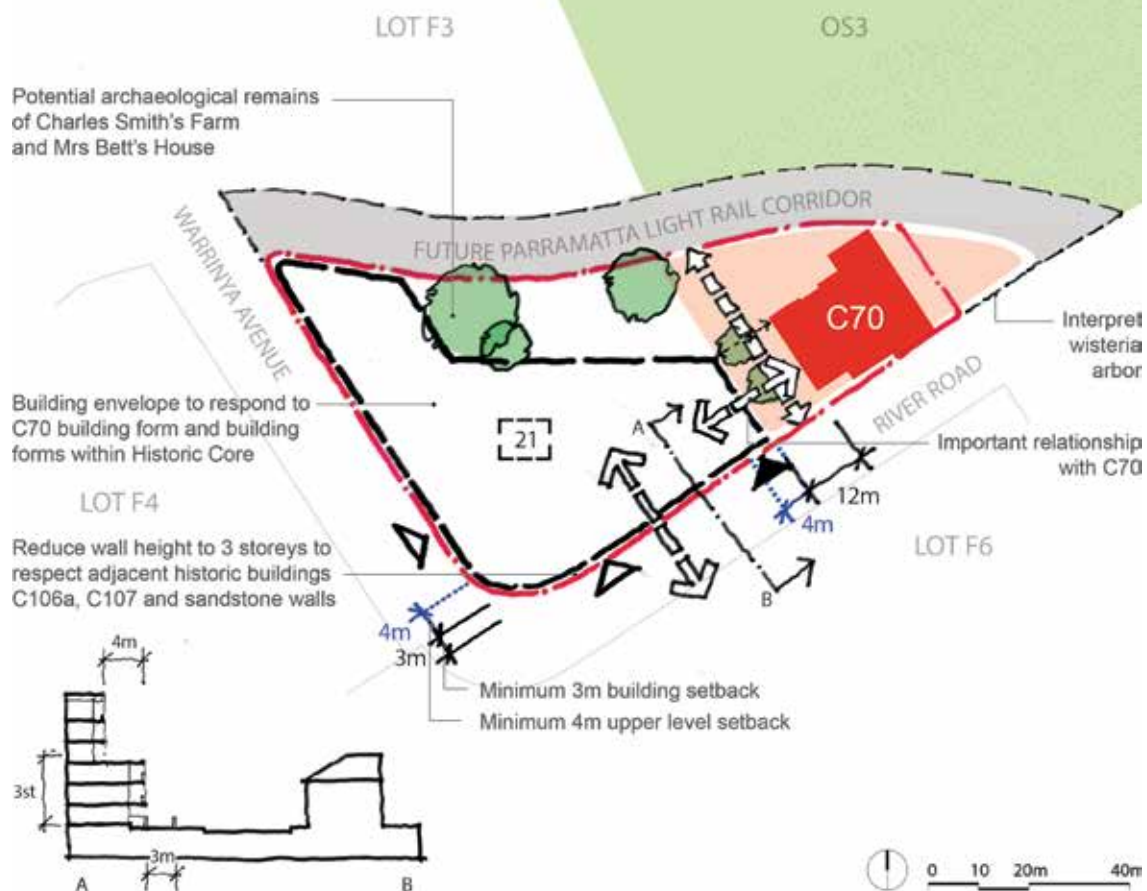 LOT F3
OS3
Potential archaeological remains
of Charles Smith's Farm
and Mrs Bett's House
WARRINYA AVENUE
FUTURE PARRAMATTA LIGHT RAIL CORRIDOR
C70
Interpret
wisteria
arbor
RIVER ROAD
Building envelope to respond to
C70 building form and building
forms within Historic Core
21
A
Important relationship
with C70
12m
4m
LOT F4
LOT F6
Reduce wall height to 3 storeys to
respect adjacent historic buildings
C106a, C107 and sandstone walls
B
4m
3m
Minimum 3m building setback
Minimum 4m upper level setback
4m
3st
3m
A
B
0 10 20m 40m